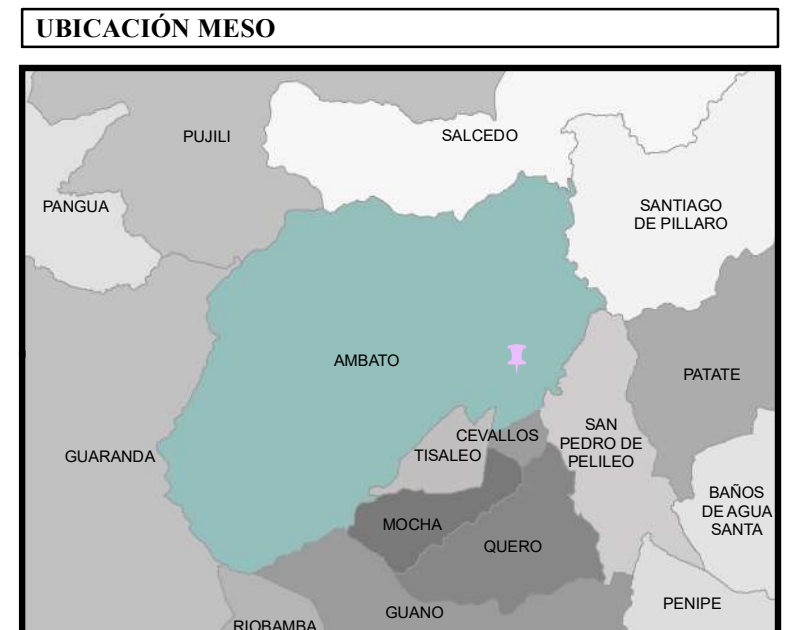 UBICACIÓN MESO
PUJILI
SALCEDO
PANGUA
SANTIAGO
DE PILLARO
AMBATO
PATATE
GUARANDA
CEVALLOS
TISALEO
SAN
PEDRO DE
PELILEO
BAÑOS
DE AGUA
SANTA
MOCHA
QUERO
PENIPE
GUANO
RIOBAMBA